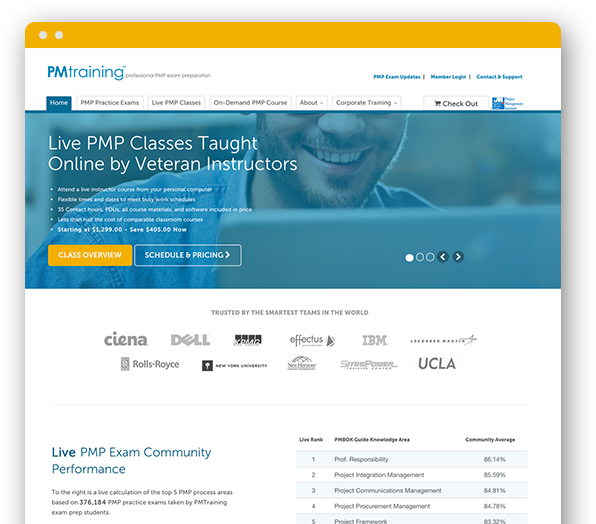 PMtraining™ professional PMP exam preparation
PMP Exam Updates | Member Login | Contact & Support
Home PMP Practice Exams Live PMP Classes On-Demand PMP Course About Corporate Training Check Out Project Management Institute
Live PMP Classes Taught
Online by Veteran Instructors
Attend a live instructor course from your personal computer
Flexible times and dates to meet busy work schedules
35 Contact hours, PDUs, all course materials, and software included in price
Less than half the cost of comparable classroom courses
Starting at $1,299.00 - Save $405.00 Now
CLASS OVERVIEW SCHEDULE & PRICING
TRUSTED BY THE SMARTEST TEAMS IN THE WORLD
ciena DELL KPMG effectus IBM LOCKHEED MARTIN
Rolls-Royce NEW YORK UNIVERSITY New Horizons SITESPOWER TRAINING CENTER UCLA
Live PMP Exam Community
Performance
To the right is a live calculation of the top 5 PMP process areas
based on 376,184 PMP practice exams taken by PMTraining
exam prep students.
Live Rank PMBOK Guide Knowledge Area Community Average
1 Prof. Responsibility 86.14%
2 Project Integration Management 85.59%
3 Project Communications Management 84.81%
4 Project Procurement Management 84.78%
5 Project Framework 83.32%